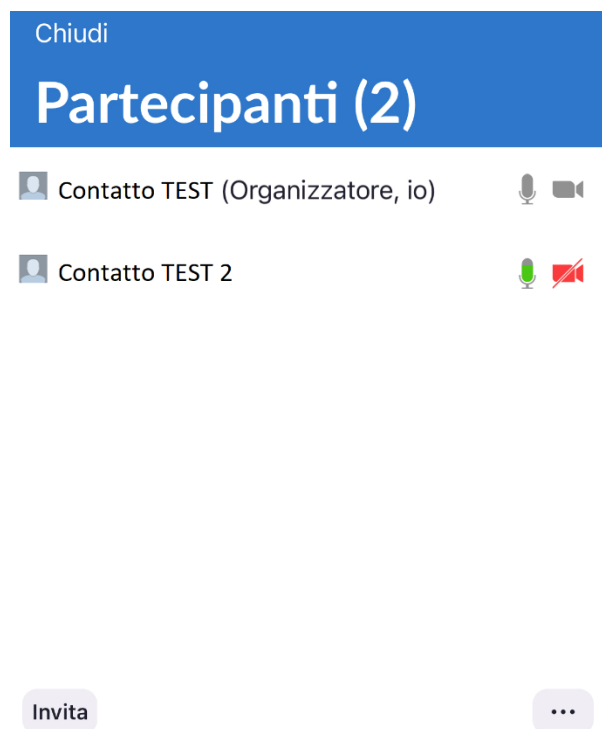 Chiudi
Partecipanti (2)
Contatto TEST (Organizzatore, io)
Contatto TEST 2
Invita
...